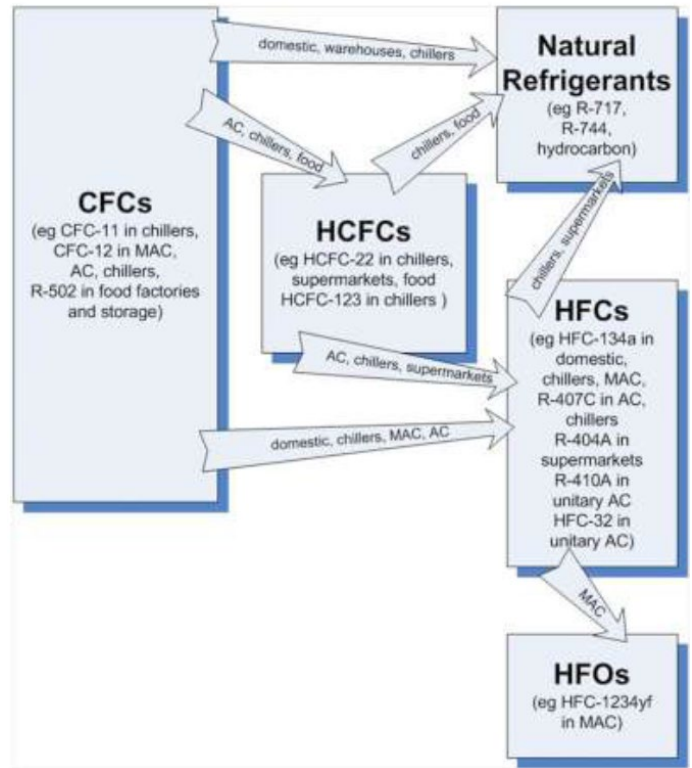 domestic, warehouses, chillers
Natural
Refrigerants
(eg R-717,
R-744,
hydrocarbon)
AC, chillers, food
chillers, food
CFCs
(eg CFC-11 in chillers,
CFC-12 in MAC,
AC, chillers,
R-502 in food factories
and storage)
HCFCs
(eg HCFC-22 in chillers,
supermarkets, food
HCFC-123 in chillers )
chillers, supermarkets
AC, chillers, supermarkets
domestic, chillers, MAC, AC
HFCs
(eg HFC-134a in
domestic,
chillers, MAC,
R-407C in AC,
chillers
R-404A in
supermarkets
R-410A in
unitary AC
HFC-32 in
unitary AC)
MAC
HFOs
(eg HFC-1234yf
in MAC)